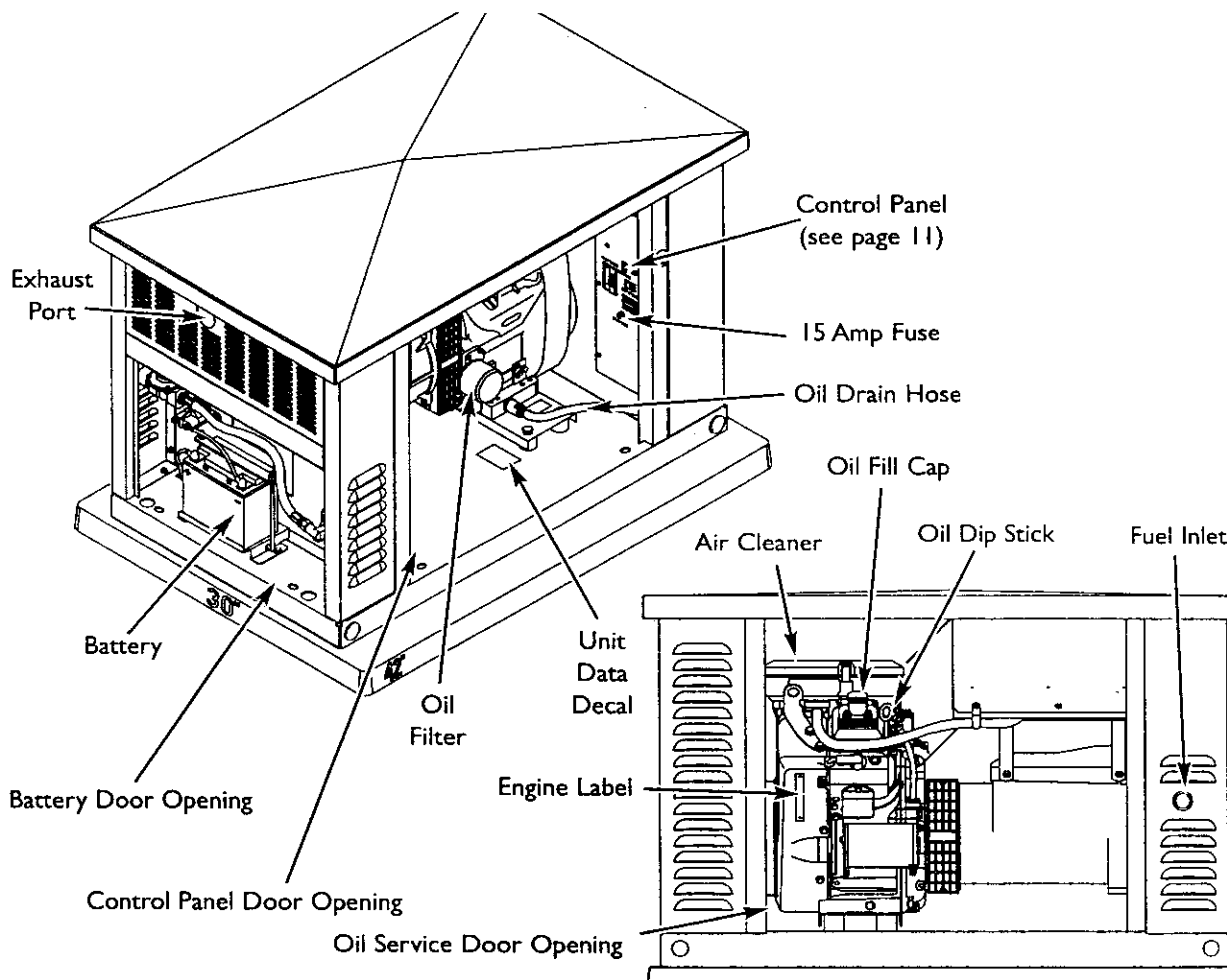 Control Panel
(see page 11)
Exhaust
Port
15 Amp Fuse
Oil Drain Hose
Oil Fill Cap
Air Cleaner
Oil Dip Stick
Fuel Inlet
30"
42"
Battery
Unit
Data
Decal
Oil
Filter
Engine Label
Battery Door Opening
Control Panel Door Opening
Oil Service Door Opening